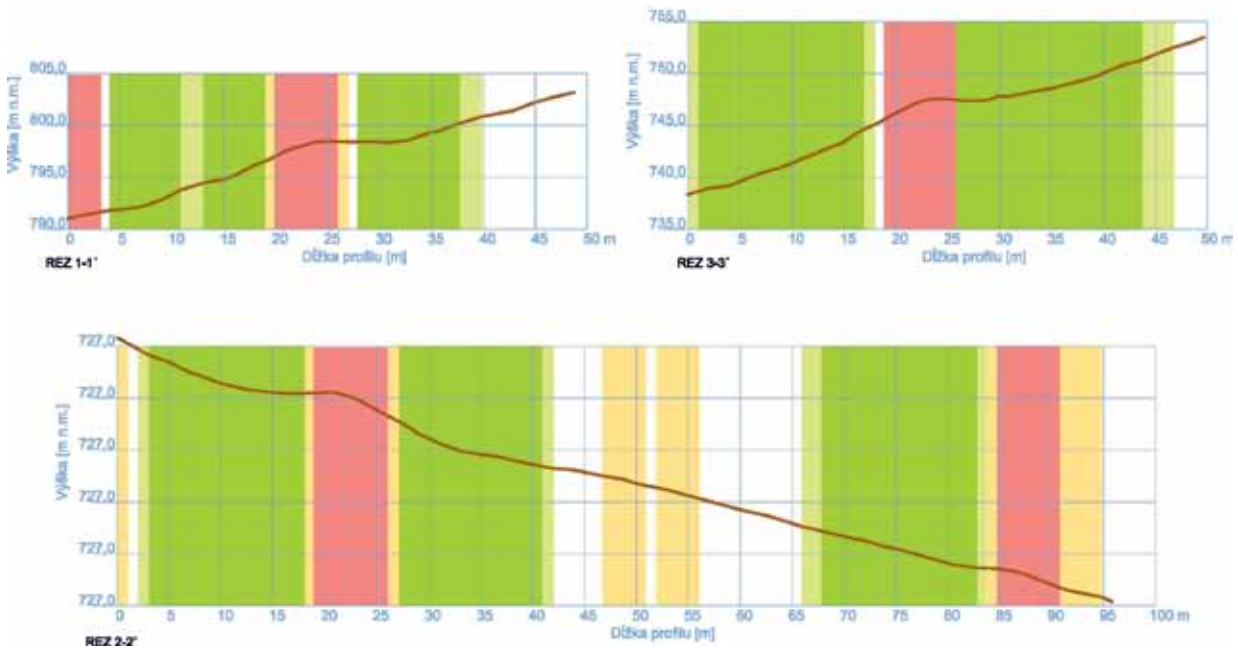 805,0
800,0
795,0
790,0
Výška [m n.m.]
0 5 10 15 20 25 30 35 40 45 50 m
Dĺžka profilu [m]
REZ 1-1'
755,0
750,0
745,0
740,0
735,0
Výška [m n.m.]
0 5 10 15 20 25 30 35 40 45 50 m
Dĺžka profilu [m]
REZ 3-3'
727,0
727,0
727,0
727,0
727,0
727,0
Výška [m n.m.]
0 5 10 15 20 25 30 35 40 45 50 55 60 65 70 75 80 85 90 95 100 m
Dĺžka profilu [m]
REZ 2-2'